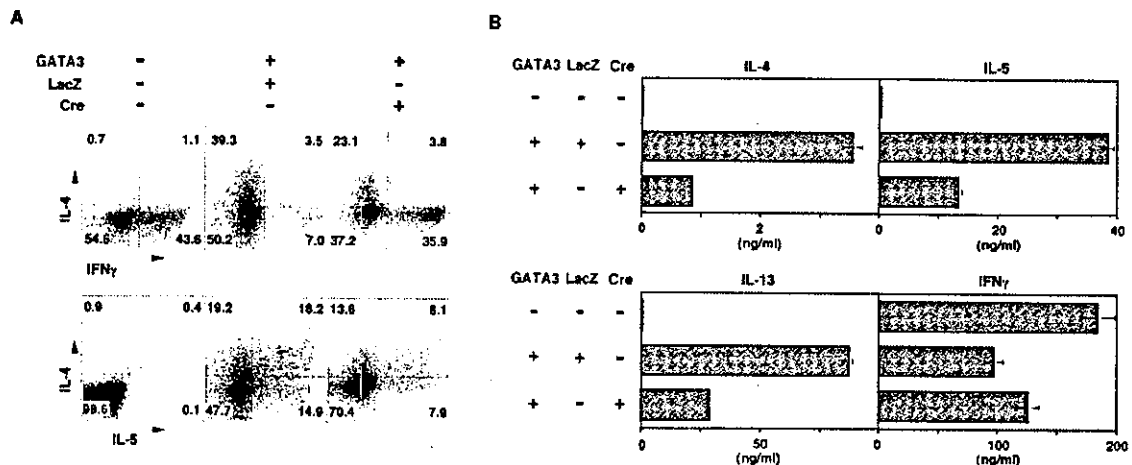 A
GATA3 - + +
LacZ - + -
Cre - - +
0.7 1.1 39.3 3.5 23.1 3.8
IL-4
54.6 43.6 50.2 7.0 37.2 35.9
IFNγ
0.9 0.4 19.2 18.2 13.6 8.1
IL-4
98.6 0.1 47.7 14.9 70.4 7.9
IL-5
B
GATA3 LacZ Cre IL-4 IL-5
- - -
+ + -
+ - +
0 2 0 20 40
(ng/ml) (ng/ml)
GATA3 LacZ Cre IL-13 IFNγ
- - -
+ + -
+ - +
0 50 0 100 200
(ng/ml) (ng/ml)